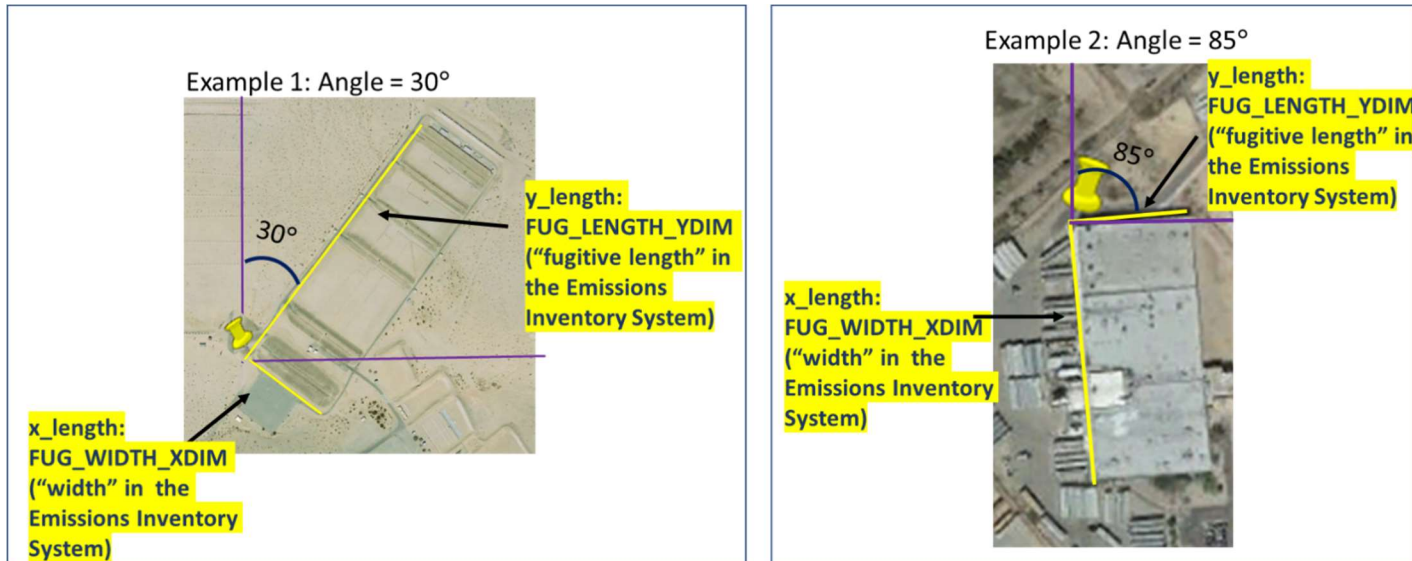 Example 1: Angle = 30°
30°
y_length:
FUG_LENGTH_YDIM
(“fugitive length” in
the Emissions
Inventory System)
x_length:
FUG_WIDTH_XDIM
(“width” in  the
Emissions Inventory
System)
Example 2: Angle = 85°
y_length:
FUG_LENGTH_YDIM
(“fugitive length” in
the Emissions
Inventory System)
85°
x_length:
FUG_WIDTH_XDIM
(“width” in  the
Emissions Inventory
System)